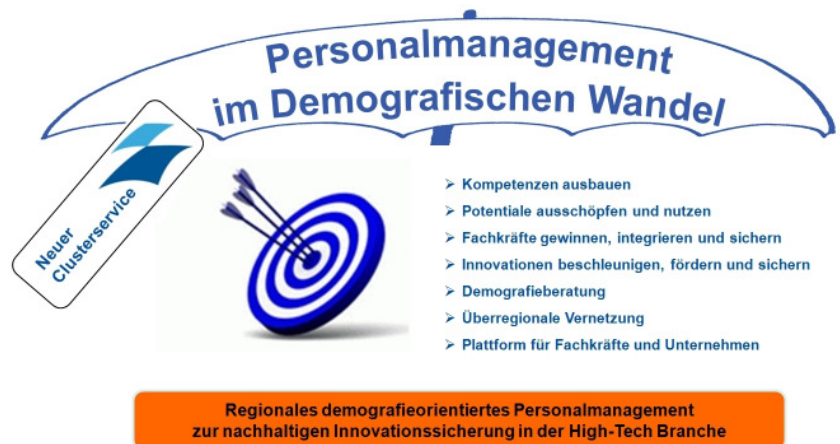 Personalmanagement
im Demografischen Wandel
Neuer
Clusterservice
➢ Kompetenzen ausbauen
➢ Potentiale ausschöpfen und nutzen
➢ Fachkräfte gewinnen, integrieren und sichern
➢ Innovationen beschleunigen, fördern und sichern
➢ Demografieberatung
➢ Überregionale Vernetzung
➢ Plattform für Fachkräfte und Unternehmen
Regionales demografieorientiertes Personalmanagement
zur nachhaltigen Innovationssicherung in der High-Tech Branche